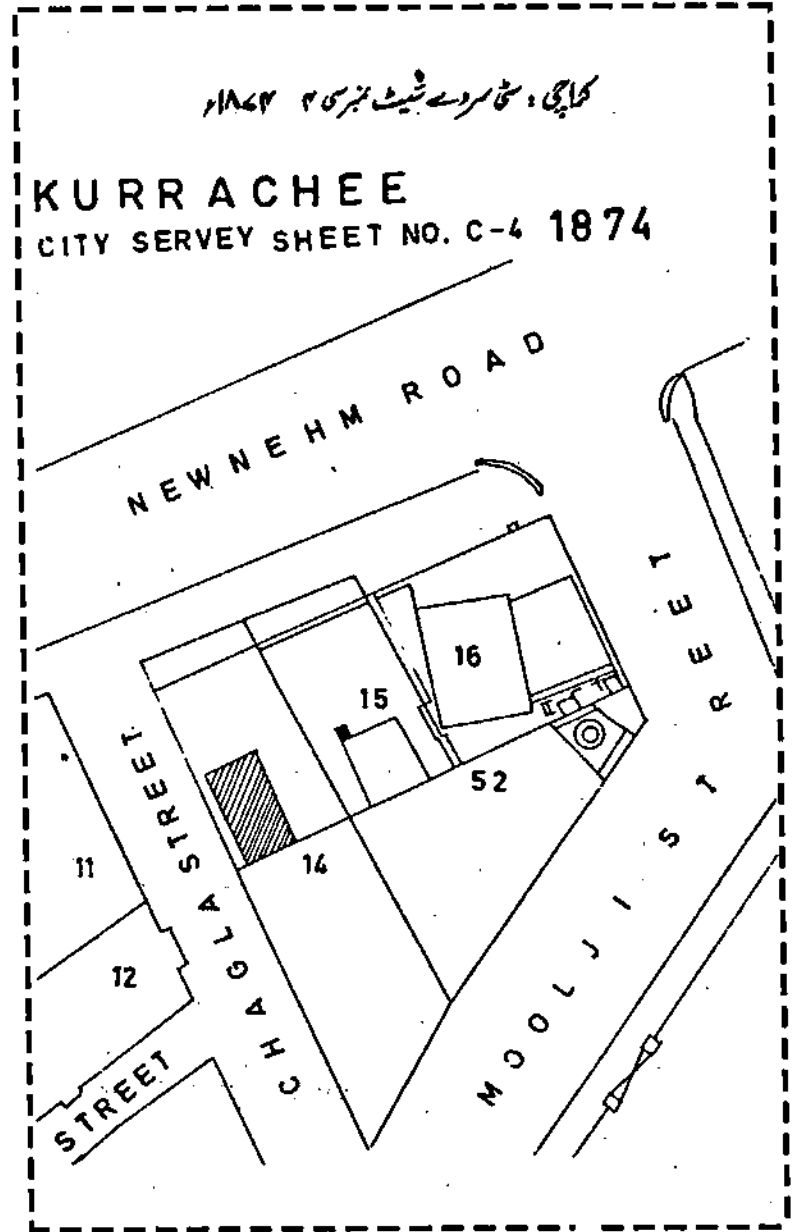 کراچی، سٹی سروے شیٹ نمبر سی ۴ ۱۸۷۴ء
KURRACHEE
CITY SERVEY SHEET NO. C-4 1874
NEWNEHM ROAD
MOOLJI STREET
16
15
52
CHAGLA STREET
14
11
12
STREET